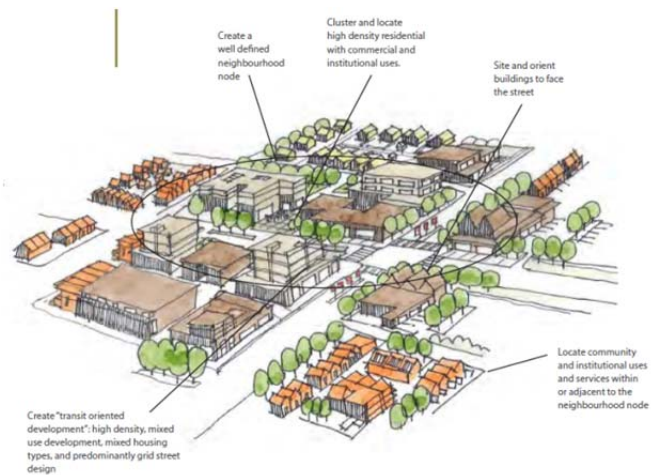 Create a
well defined
neighbourhood
node
Cluster and locate
high density residential
with commercial and
institutional uses.
Site and orient
buildings to face
the street
Locate community
and institutional uses
and services within
or adjacent to the
neighbourhood node
Create "transit oriented
development": high density, mixed
use development, mixed housing
types, and predominantly grid street
design